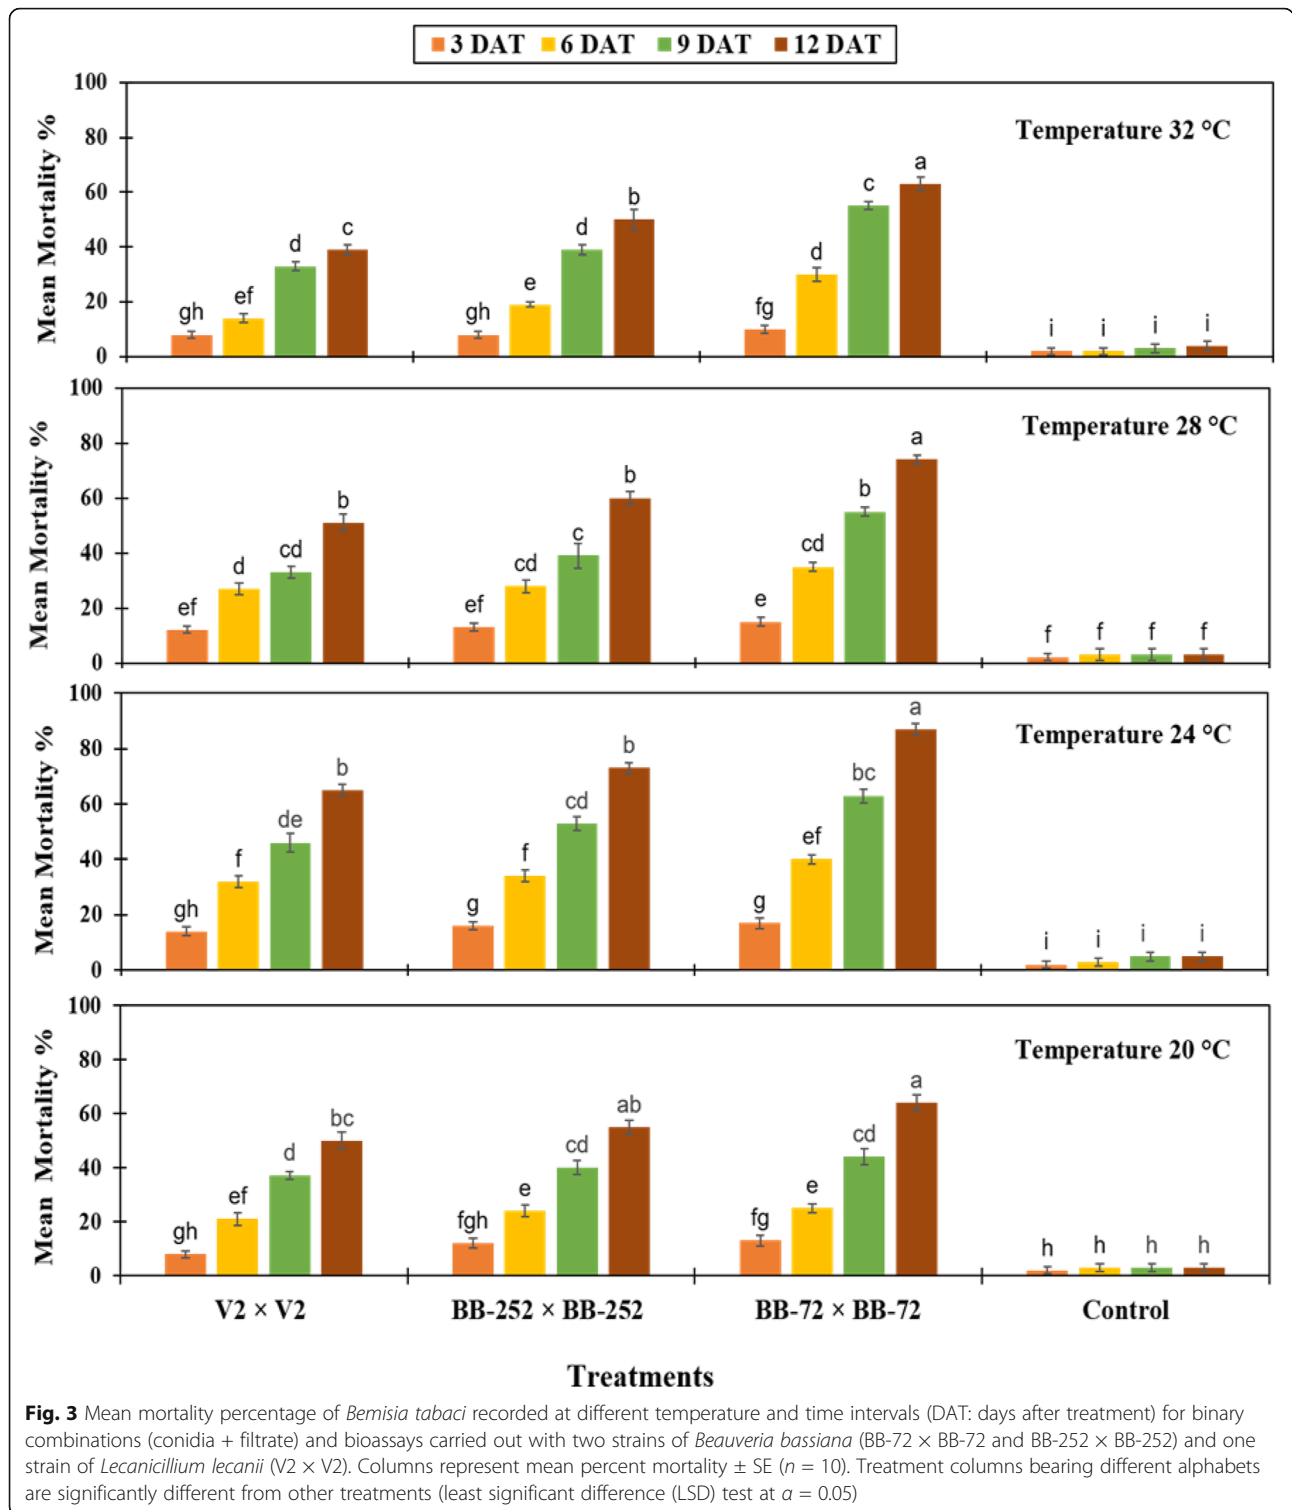 3 DAT 6 DAT 9 DAT 12 DAT
Mean Mortality %
100
80
60
40
20
0
Temperature 32 °C
gh ef d c
gh e d b
fg d c a
i i i i
Mean Mortality %
100
80
60
40
20
0
Temperature 28 °C
ef d cd b
ef cd c b
e cd b a
f f f f
Mean Mortality %
100
80
60
40
20
0
Temperature 24 °C
gh f de b
g f cd b
g ef bc a
i i i i
Mean Mortality %
100
80
60
40
20
0
Temperature 20 °C
gh ef d bc
fgh e cd ab
fg e cd a
h h h h
V2 × V2 BB-252 × BB-252 BB-72 × BB-72 Control
Treatments
Fig. 3 Mean mortality percentage of Bemisia tabaci recorded at different temperature and time intervals (DAT: days after treatment) for binary
combinations (conidia + filtrate) and bioassays carried out with two strains of Beauveria bassiana (BB-72 × BB-72 and BB-252 × BB-252) and one
strain of Lecanicillium lecanii (V2 × V2). Columns represent mean percent mortality ± SE (n = 10). Treatment columns bearing different alphabets
are significantly different from other treatments (least significant difference (LSD) test at α = 0.05)